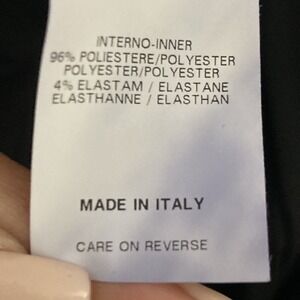 INTERNO-INNER
96% POLIESTERE/POLYESTER
POLYESTER/POLYESTER
4% ELASTAM / ELASTANE
ELASTHANNE / ELASTHAN
MADE IN ITALY
CARE ON REVERSE